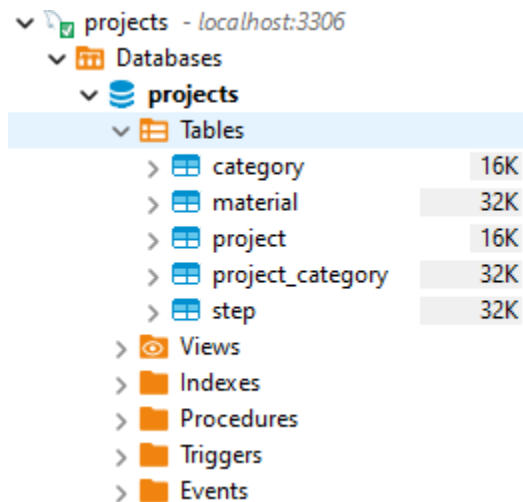 projects - localhost:3306
Databases
projects
Tables
category 16K
material 32K
project 16K
project_category 32K
step 32K
Views
Indexes
Procedures
Triggers
Events